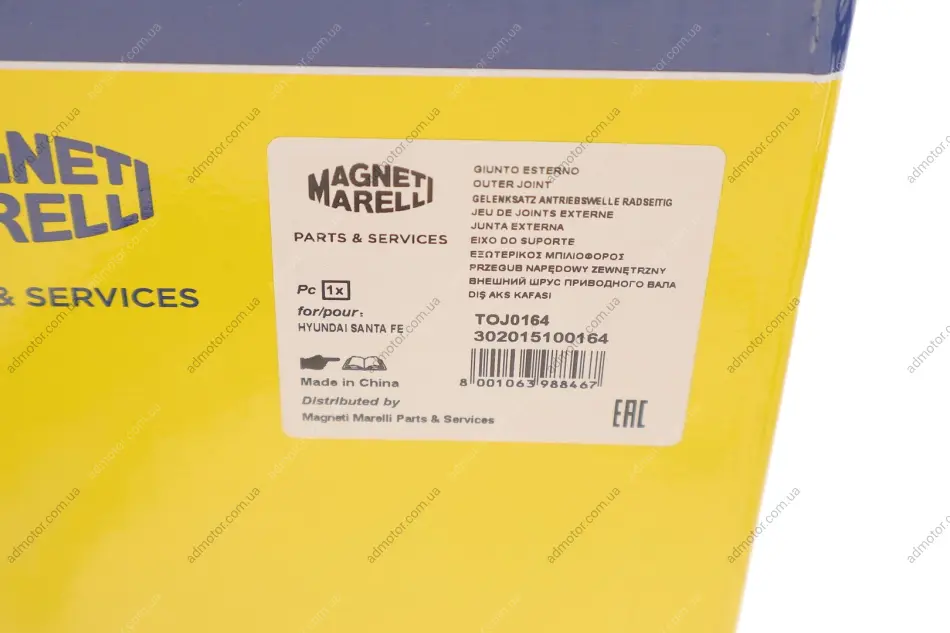 MAGNETI
MARELLI
& SERVICES
MAGNETI
MARELLI
PARTS & SERVICES
Pc 1x
for/pour:
HYUNDAI SANTA FE
Made in China
Distributed by
Magneti Marelli Parts & Services
GIUNTO ESTERNO
OUTER JOINT
GELENKSATZ ANTRIEBSWELLE RADSEITIG
JEU DE JOINTS EXTERNE
JUNTA EXTERNA
EIXO DO SUPORTE
ΕΞΩΤΕΡΙΚΟΣ ΜΠΙΛΙΟΦΟΡΟΣ
PRZEGUB NAPĘDOWY ZEWNĘTRZNY
ВНЕШНИЙ ШРУС ПРИВОДНОГО ВАЛА
DIŞ AKS KAFASI
TOJ0164
302015100164
8 001063 988467
EAC
admotor.com.ua